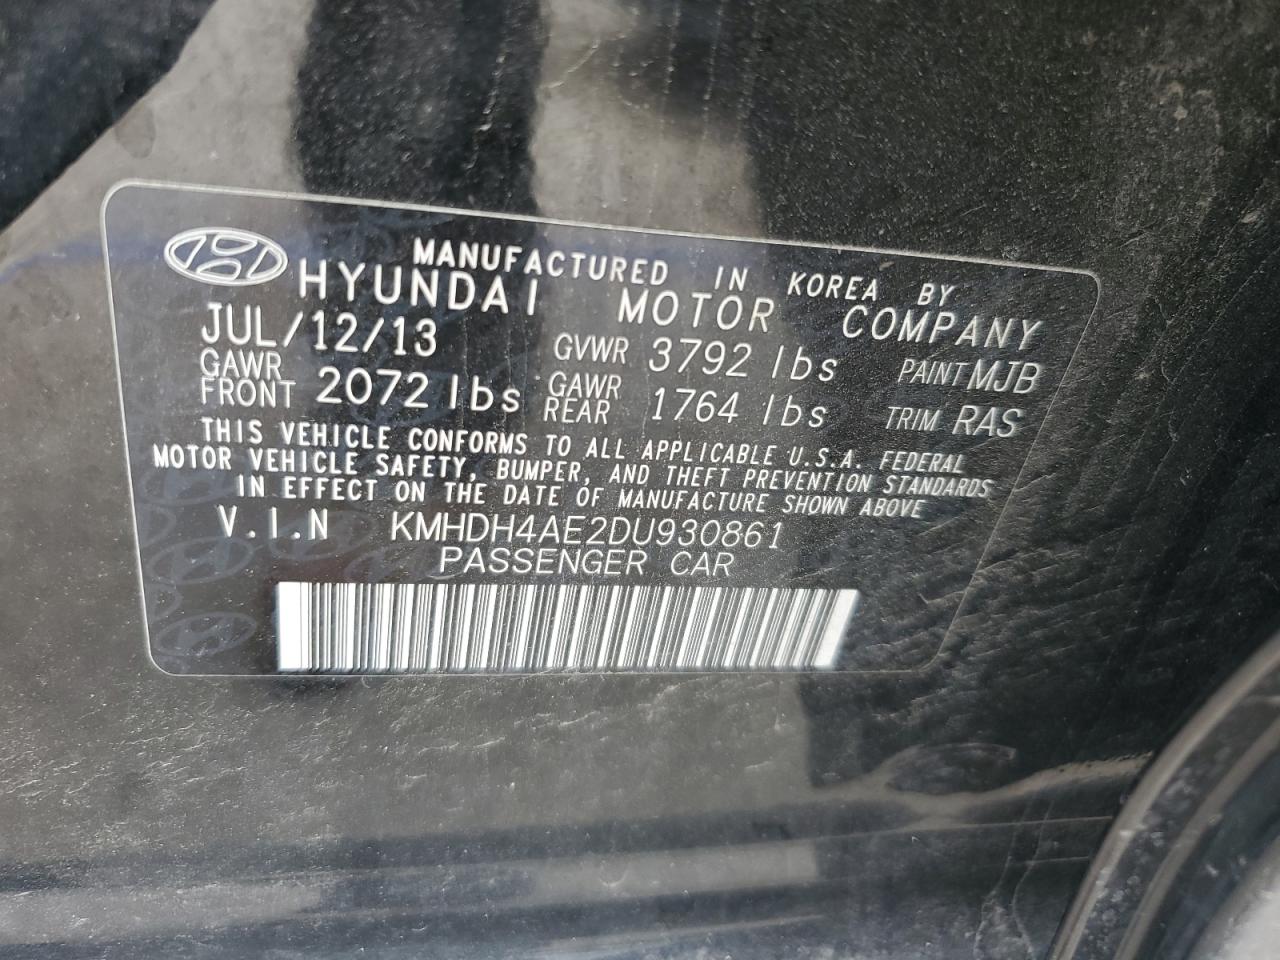 MANUFACTURED IN KOREA BY
HYUNDAI MOTOR COMPANY
JUL/12/13 GVWR 3792 lbs PAINT MJB
GAWR FRONT 2072 lbs GAWR REAR 1764 lbs TRIM RAS
THIS VEHICLE CONFORMS TO ALL APPLICABLE U.S.A. FEDERAL
MOTOR VEHICLE SAFETY, BUMPER, AND THEFT PREVENTION STANDARDS
IN EFFECT ON THE DATE OF MANUFACTURE SHOWN ABOVE
V.I.N KMHDH4AE2DU930861
PASSENGER CAR